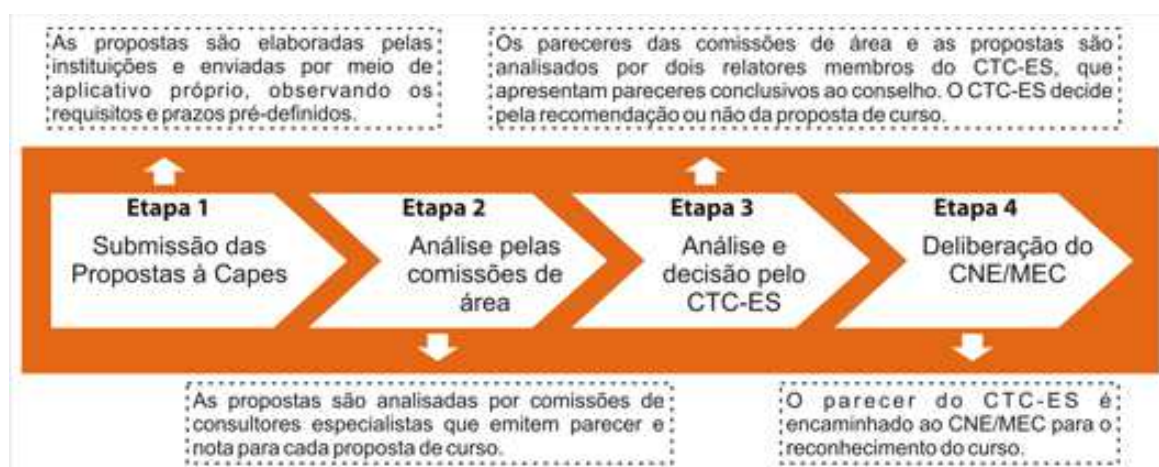 As propostas são elaboradas pelas
instituições e enviadas por meio de
aplicativo próprio, observando os
requisitos e prazos pré-definidos.
Os pareceres das comissões de área e as propostas são
analisados por dois relatores membros do CTC-ES, que
apresentam pareceres conclusivos ao conselho. O CTC-ES decide
pela recomendação ou não da proposta de curso.
Etapa 1
Submissão das
Propostas à Capes
Etapa 2
Análise pelas
comissões de
área
Etapa 3
Análise e
decisão pelo
CTC-ES
Etapa 4
Deliberação do
CNE/MEC
As propostas são analisadas por comissões de
consultores especialistas que emitem parecer e
nota para cada proposta de curso.
O parecer do CTC-ES é
encaminhado ao CNE/MEC para o
reconhecimento do curso.